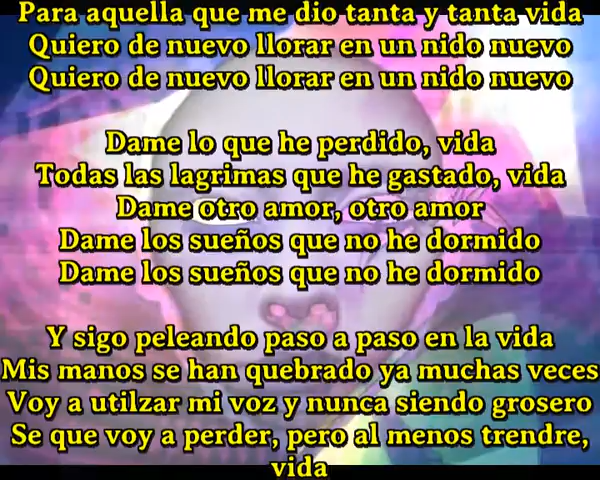 Para aquella que me dio tanta y tanta vida
Quiero de nuevo llorar en un nido nuevo
Quiero de nuevo llorar en un nido nuevo
Dame lo que he perdido, vida
Todas las lagrimas que he gastado, vida
Dame otro amor, otro amor
Dame los sueños que no he dormido
Dame los sueños que no he dormido
Y sigo peleando paso a paso en la vida
Mis manos se han quebrado ya muchas veces
Voy a utilzar mi voz y nunca siendo grosero
Se que voy a perder, pero al menos trendre,
vida